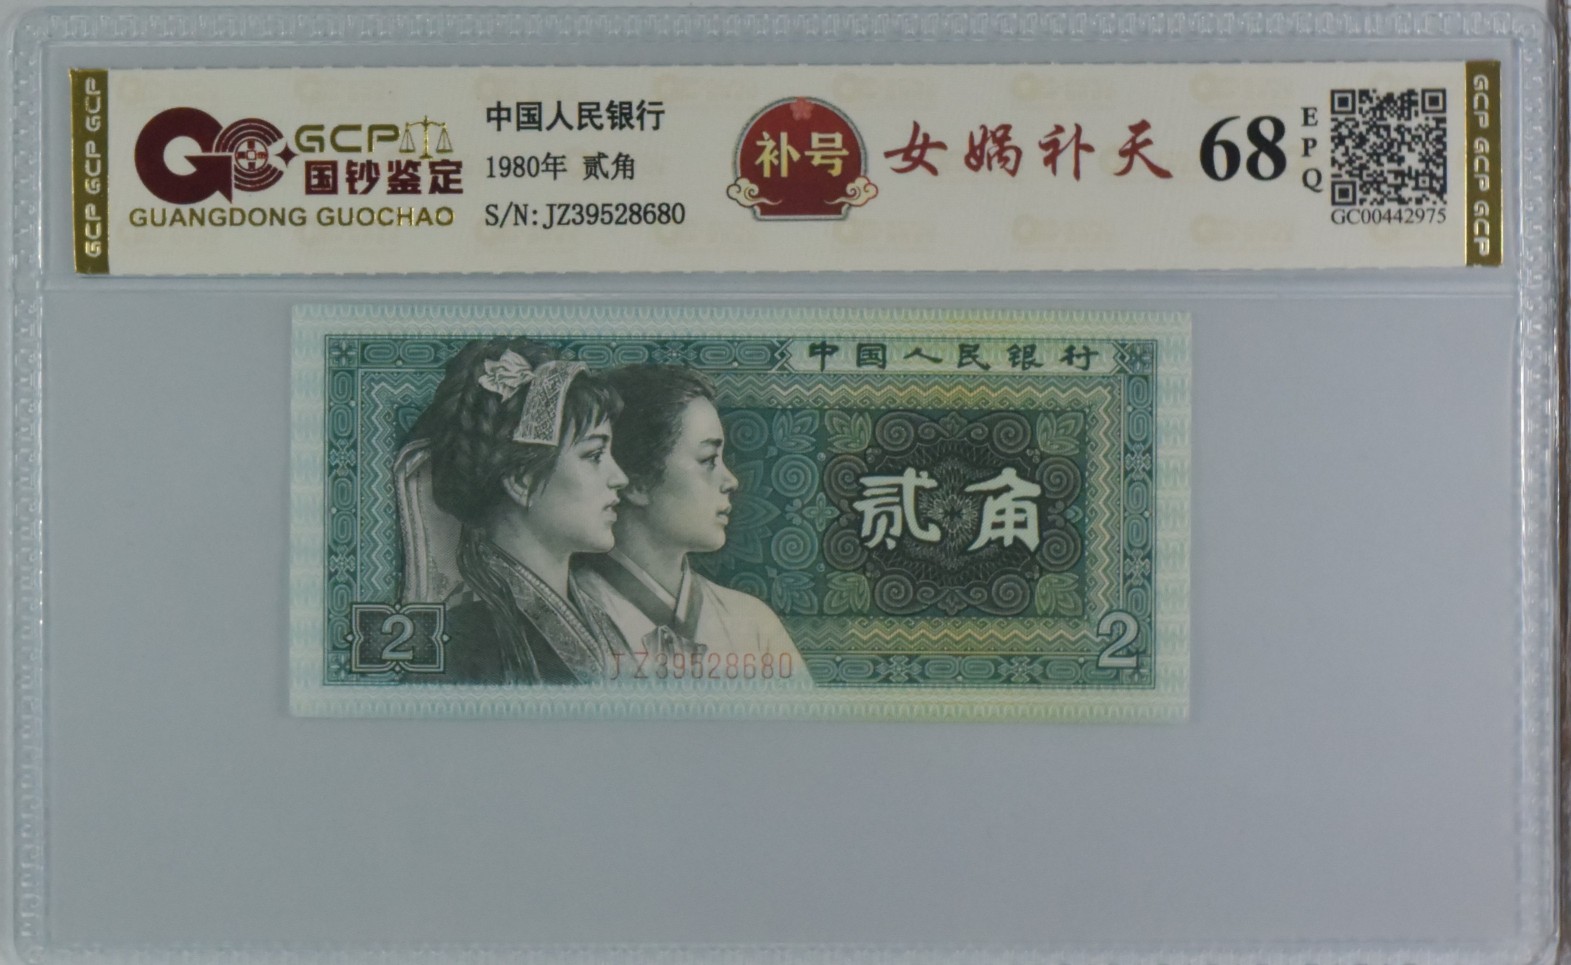 GCP GCP GCP
GCP
国钞鉴定
GUANGDONG GUOCHAO
中国人民银行
1980年 贰角
S/N:JZ39528680
补号
女娲补天
68
EPQ
GC00442975
GCP GCP GCP
中国人民银行
贰角
2
2
JZ39528680